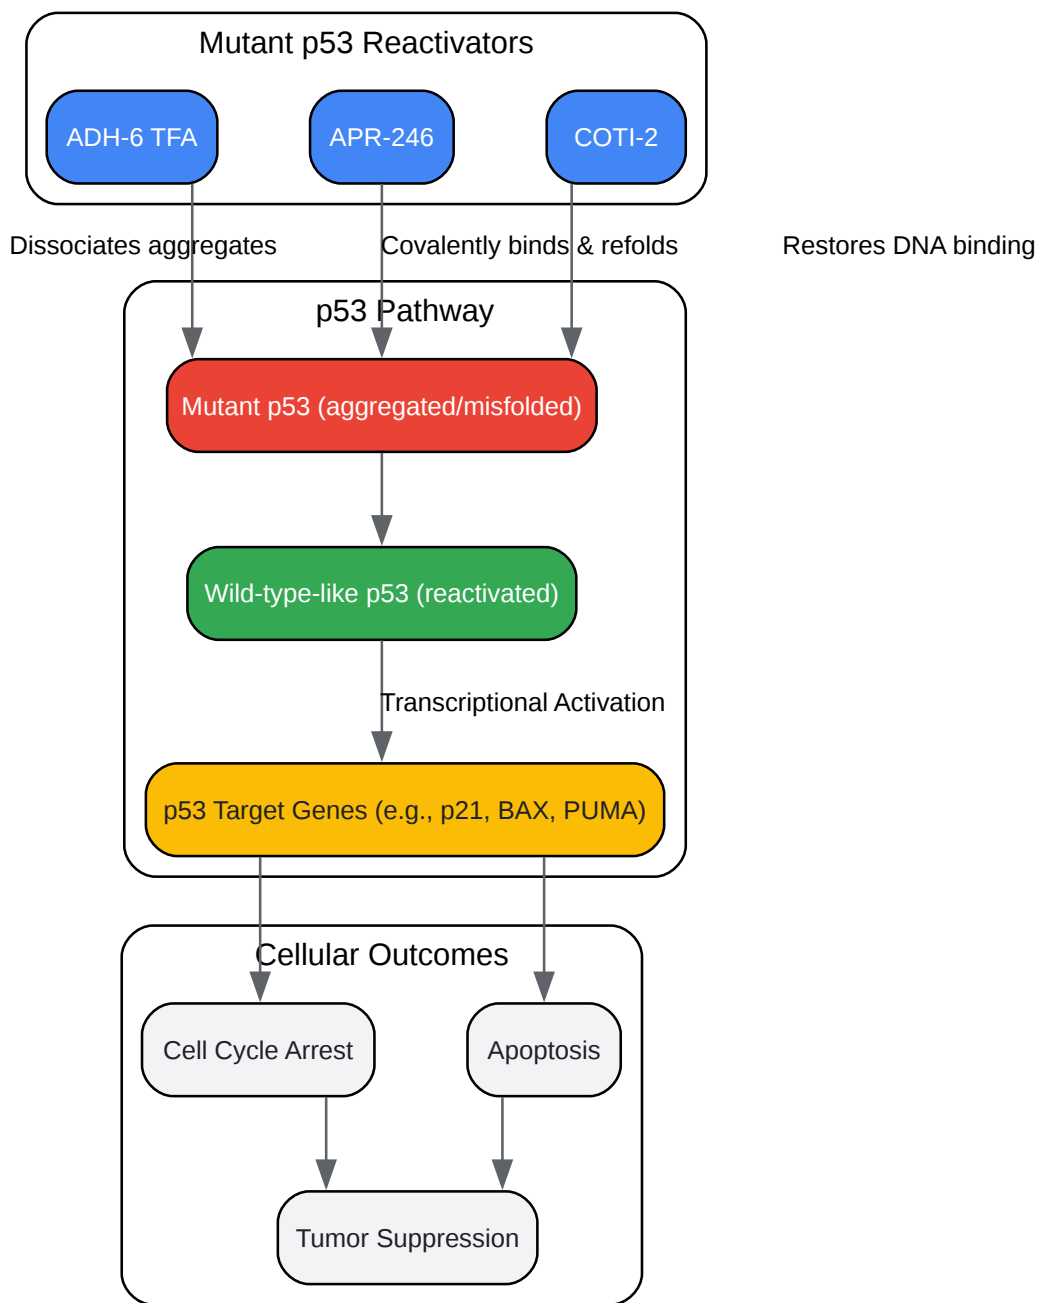 Mutant p53 Reactivators
ADH-6 TFA
APR-246
COTI-2
Dissociates aggregates
Covalently binds & refolds
Restores DNA binding
p53 Pathway
Mutant p53 (aggregated/misfolded)
Wild-type-like p53 (reactivated)
Transcriptional Activation
p53 Target Genes (e.g., p21, BAX, PUMA)
Cellular Outcomes
Cell Cycle Arrest
Apoptosis
Tumor Suppression